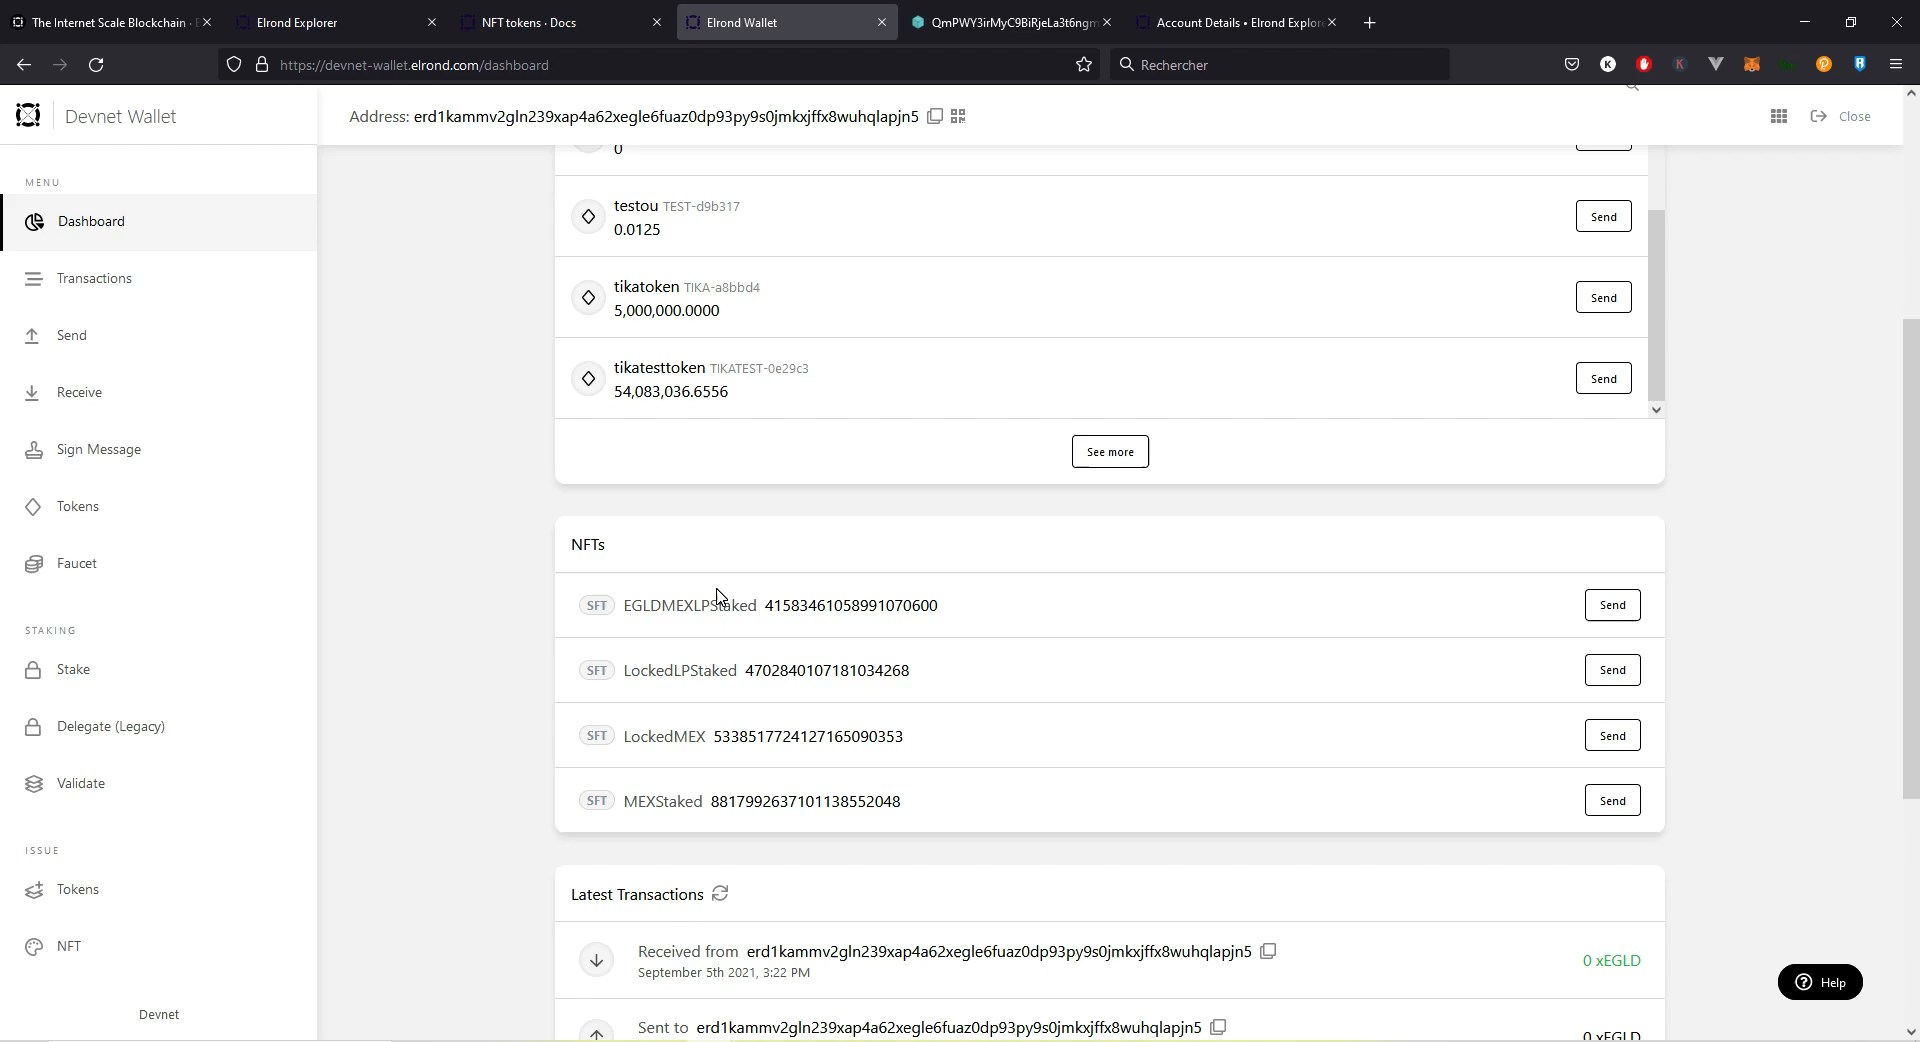 The Internet Scale Blockchain · E
Elrond Explorer
NFT tokens · Docs
Elrond Wallet
QmPWY3irMyC9BiRjeLa3t6ngm
Account Details • Elrond Explor
https://devnet-wallet.elrond.com/dashboard
Rechercher
Devnet Wallet
Address: erd1kammv2gln239xap4a62xegle6fuaz0dp93py9s0jmkxjffx8wuhqlapjn5
Close
MENU
Dashboard
Transactions
Send
Receive
Sign Message
Tokens
Faucet
STAKING
Stake
Delegate (Legacy)
Validate
ISSUE
Tokens
NFT
Devnet
0
testou TEST-d9b317
0.0125
Send
tikatoken TIKA-a8bbd4
5,000,000.0000
Send
tikatesttoken TIKATEST-0e29c3
54,083,036.6556
Send
See more
NFTs
SFT EGLDMEXLPStaked 41583461058991070600
Send
SFT LockedLPStaked 4702840107181034268
Send
SFT LockedMEX 5338517724127165090353
Send
SFT MEXStaked 8817992637101138552048
Send
Latest Transactions
Received from erd1kammv2gln239xap4a62xegle6fuaz0dp93py9s0jmkxjffx8wuhqlapjn5
September 5th 2021, 3:22 PM
0 xEGLD
Sent to erd1kammv2gln239xap4a62xegle6fuaz0dp93py9s0jmkxjffx8wuhqlapjn5
0 xEGLD
Help